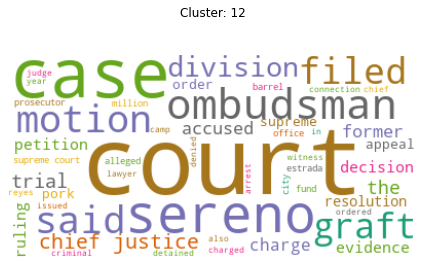 Cluster: 12
judge
year
case
division
filed
order
barrel
connection
chief
prosecutor
million
ombudsman
motion
camp
accused
supreme
office
in
former
petition
denied
court
witness
appeal
supreme court
alleged
lawyer
estrada
decision
trial
arrest
city
fund
the
reyes
pork
issued
said
sereno
resolution
ordered
graft
ruling
chief justice
also
charged
charge
evidence
criminal
detained